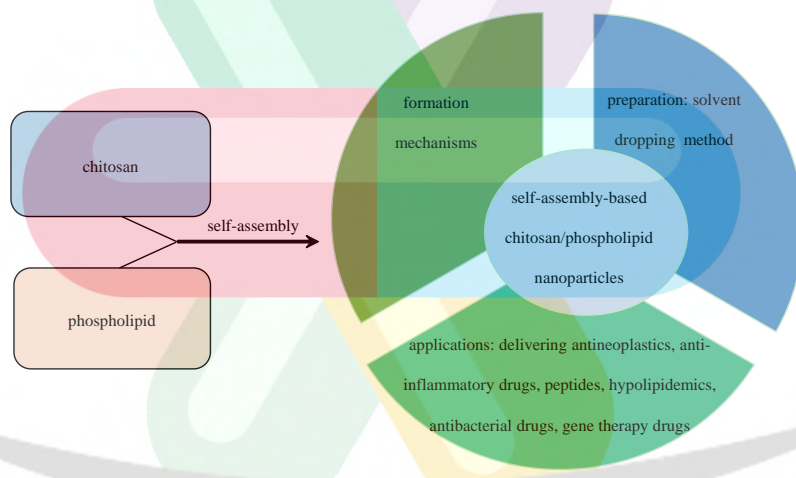 chitosan
phospholipid
self-assembly
formation
mechanisms
preparation: solvent
dropping method
self-assembly-based
chitosan/phospholipid
nanoparticles
applications: delivering antineoplastics, anti-
inflammatory drugs, peptides, hypolipidemics,
antibacterial drugs, gene therapy drugs